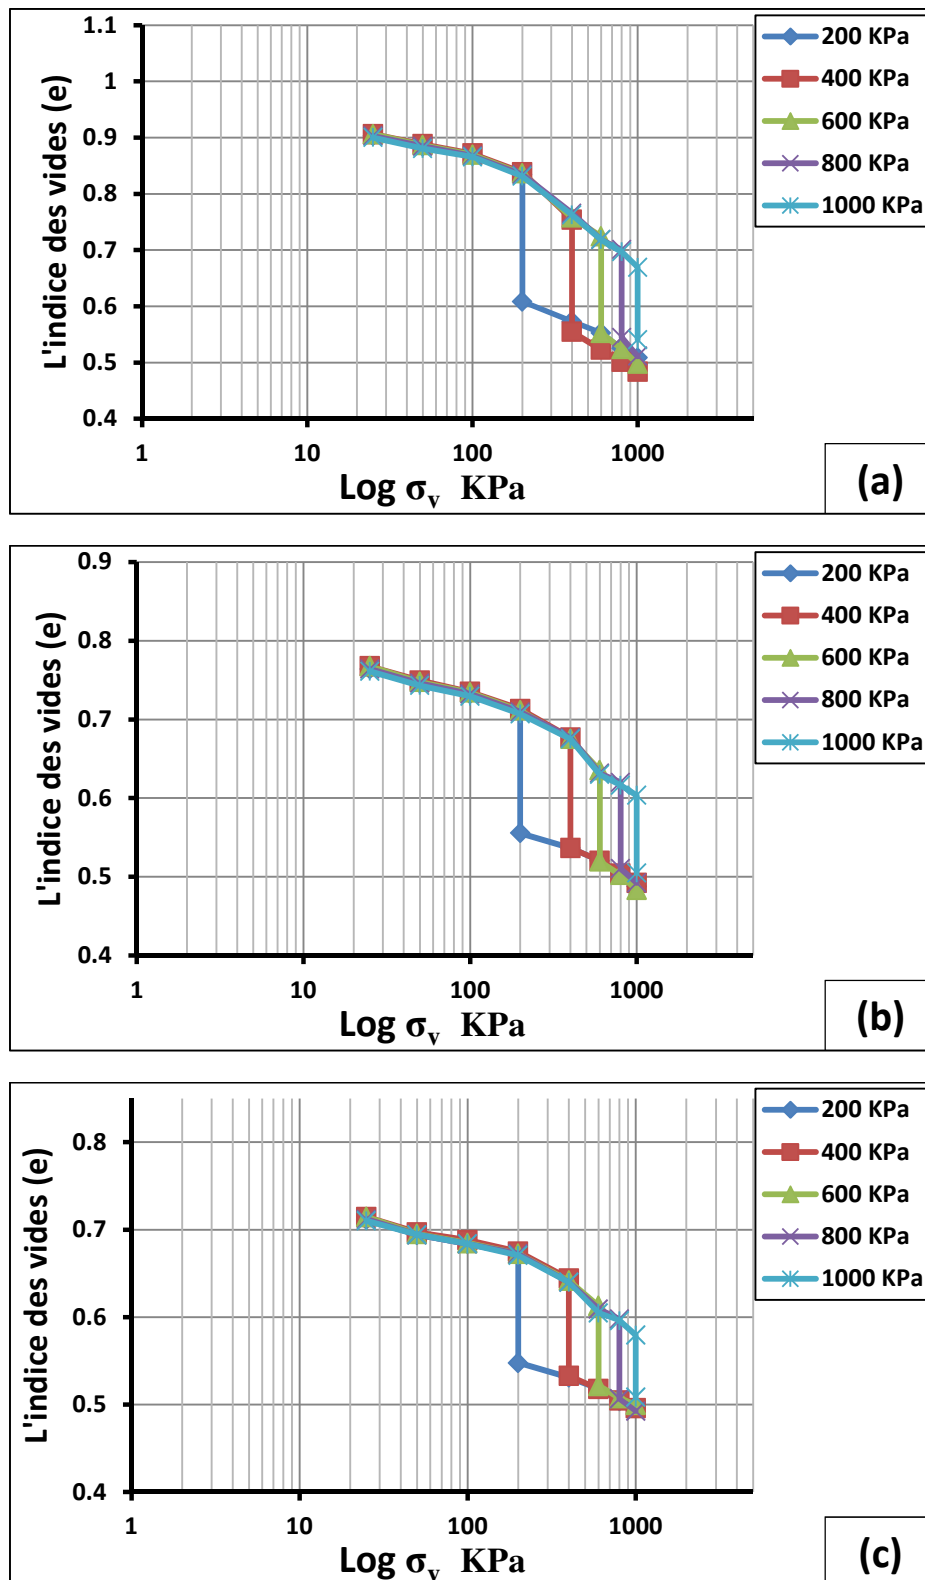 1.1
1
0.9
0.8
0.7
0.6
0.5
0.4
L'indice des vides (e)
1 10 100 1000
Log σv KPa
200 KPa
400 KPa
600 KPa
800 KPa
1000 KPa
(a)
0.9
0.8
0.7
0.6
0.5
0.4
L'indice des vides (e)
1 10 100 1000
Log σv KPa
200 KPa
400 KPa
600 KPa
800 KPa
1000 KPa
(b)
0.8
0.7
0.6
0.5
0.4
L'indice des vides (e)
1 10 100 1000
Log σv KPa
200 KPa
400 KPa
600 KPa
800 KPa
1000 KPa
(c)